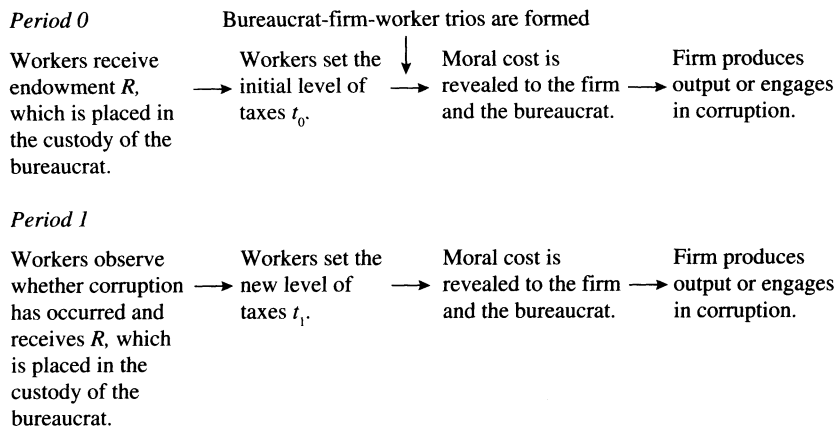 Period 0
Bureaucrat-firm-worker trios are formed
Workers receive
endowment R,
which is placed in
the custody of the
bureaucrat.
Workers set the
initial level of
taxes t₀.
Moral cost is
revealed to the firm
and the bureaucrat.
Firm produces
output or engages
in corruption.
Period 1
Workers observe
whether corruption
has occurred and
receives R, which
is placed in the
custody of the
bureaucrat.
Workers set the
new level of
taxes t₁.
Moral cost is
revealed to the firm
and the bureaucrat.
Firm produces
output or engages
in corruption.